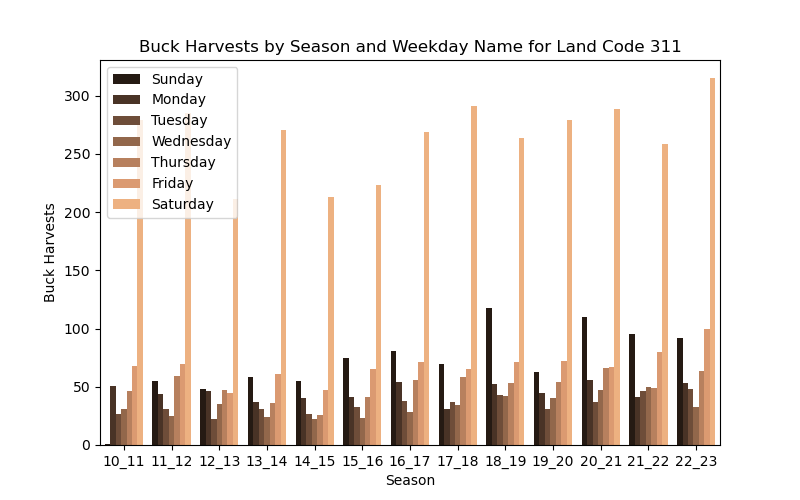 Buck Harvests by Season and Weekday Name for Land Code 311
Buck Harvests
300
250
200
150
100
50
0
Sunday
Monday
Tuesday
Wednesday
Thursday
Friday
Saturday
10_11 11_12 12_13 13_14 14_15 15_16 16_17 17_18 18_19 19_20 20_21 21_22 22_23
Season